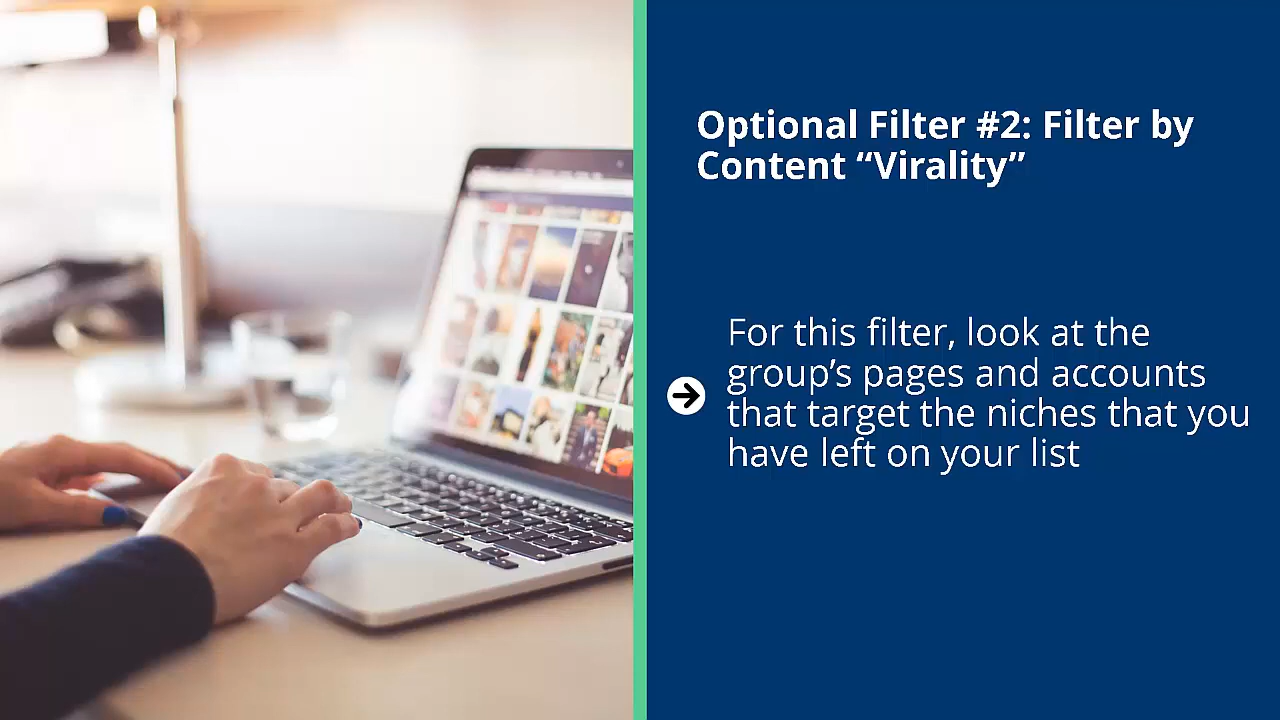 Optional Filter #2: Filter by
Content “Virality”
For this filter, look at the
group’s pages and accounts
that target the niches that you
have left on your list